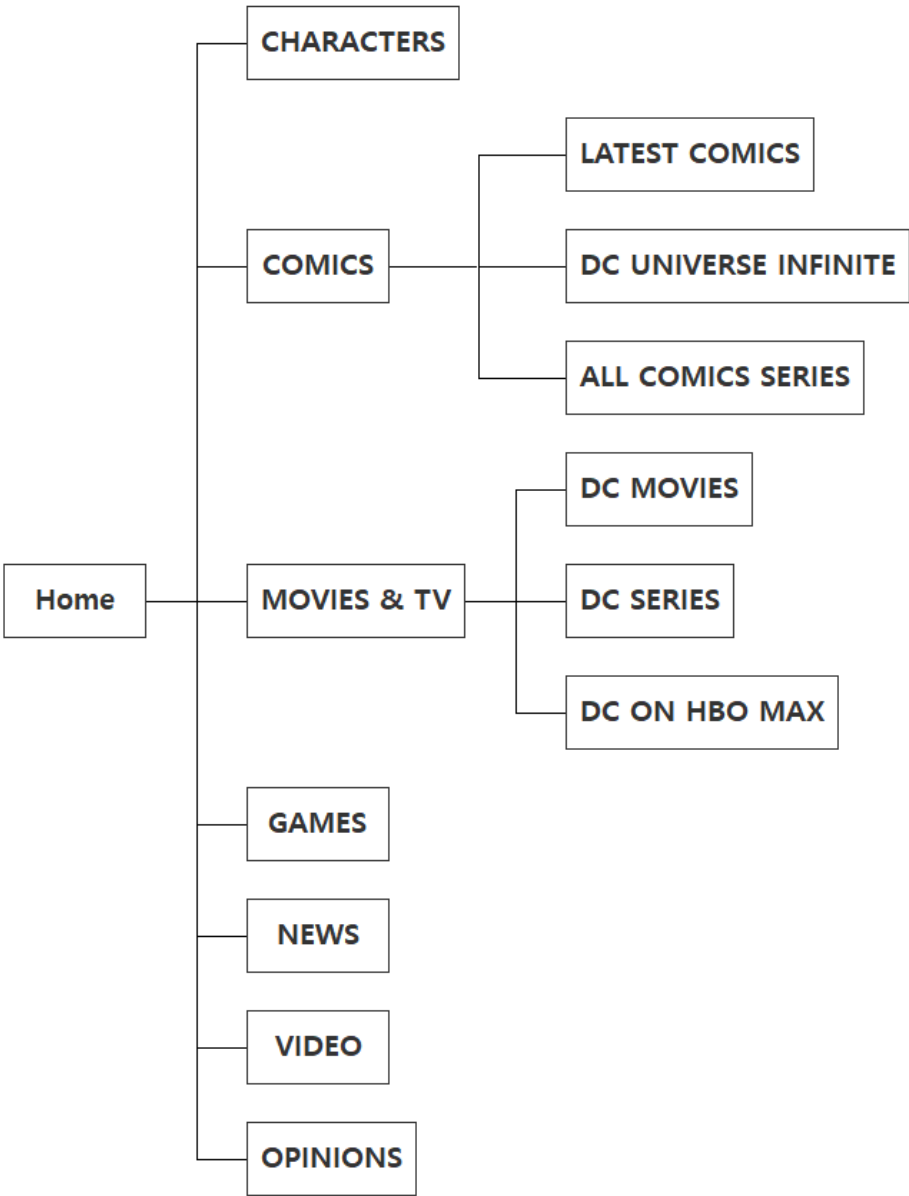 CHARACTERS
LATEST COMICS
COMICS
DC UNIVERSE INFINITE
ALL COMICS SERIES
DC MOVIES
Home
MOVIES & TV
DC SERIES
DC ON HBO MAX
GAMES
NEWS
VIDEO
OPINIONS